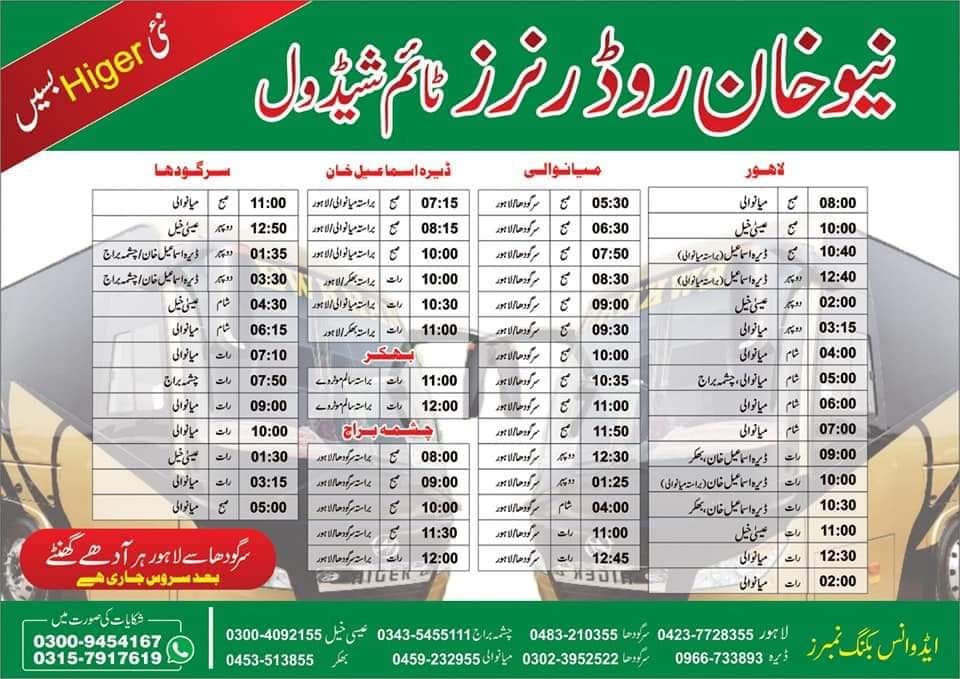 نیو خان روڈ رنرز ٹائم شیڈول
نئی Higer بسیں
لاہور
08:00 صبح میانوالی
10:00 صبح عیسیٰ خیل
10:40 صبح ڈیرہ اسماعیل (براستہ میانوالی)
12:40 دوپہر ڈیرہ اسماعیل (براستہ میانوالی)
02:00 دوپہر عیسیٰ خیل
03:15 دوپہر میانوالی
04:00 شام میانوالی
05:00 شام میانوالی، چشمہ براج
06:00 شام میانوالی
07:00 شام میانوالی
09:00 رات ڈیرہ اسماعیل خان، بھکر
10:00 رات ڈیرہ اسماعیل خان (براستہ میانوالی)
10:30 رات ڈیرہ اسماعیل خان، بھکر
11:00 رات عیسیٰ خیل
12:30 رات میانوالی
02:00 رات میانوالی
میانوالی
05:30 صبح سرگودھا/لاہور
06:30 صبح سرگودھا/لاہور
07:50 صبح سرگودھا/لاہور
08:30 صبح سرگودھا/لاہور
09:00 صبح سرگودھا/لاہور
09:30 صبح سرگودھا/لاہور
10:00 صبح سرگودھا/لاہور
10:35 صبح سرگودھا/لاہور
11:00 صبح سرگودھا/لاہور
11:50 صبح سرگودھا/لاہور
12:30 دوپہر سرگودھا/لاہور
01:25 دوپہر سرگودھا/لاہور
04:00 شام سرگودھا/لاہور
11:00 رات سرگودھا/لاہور
12:45 رات سرگودھا/لاہور
ڈیرہ اسماعیل خان
07:15 صبح براستہ میانوالی/لاہور
08:15 صبح براستہ میانوالی/لاہور
10:00 صبح براستہ میانوالی/لاہور
10:00 رات براستہ بھکر/لاہور
10:30 رات براستہ میانوالی/لاہور
11:00 رات براستہ بھکر/لاہور
بھکر
11:00 رات براستہ سالم موٹروے
12:00 رات براستہ سالم موٹروے
چشمہ براج
08:00 صبح براستہ سرگودھا/لاہور
09:00 صبح براستہ سرگودھا/لاہور
10:00 صبح براستہ سرگودھا/لاہور
11:30 صبح براستہ سرگودھا/لاہور
12:00 رات براستہ سرگودھا/لاہور
سرگودھا
11:00 صبح میانوالی
12:50 دوپہر عیسیٰ خیل
01:35 دوپہر ڈیرہ اسماعیل خان/چشمہ براج
03:30 دوپہر ڈیرہ اسماعیل خان/چشمہ براج
04:30 شام عیسیٰ خیل
06:15 شام میانوالی
07:10 رات میانوالی
07:50 رات چشمہ براج
09:00 رات میانوالی
10:00 رات میانوالی
01:30 رات عیسیٰ خیل
03:15 رات میانوالی
05:00 صبح میانوالی
سرگودھا سے لاہور ہر آدھے گھنٹے
بعد سروس جاری ہے
HIGER
HIGER
ایڈوانس بکنگ نمبرز
لاہور 0423-7728355 سرگودھا 0483-210355 چشمہ براج 0343-5455111 عیسیٰ خیل 0300-4092155
ڈیرہ 0966-733893 سرگودھا 0302-3952522 میانوالی 0459-232955 بھکر 0453-513855
شکایات کی صورت میں
0300-9454167
0315-7917619